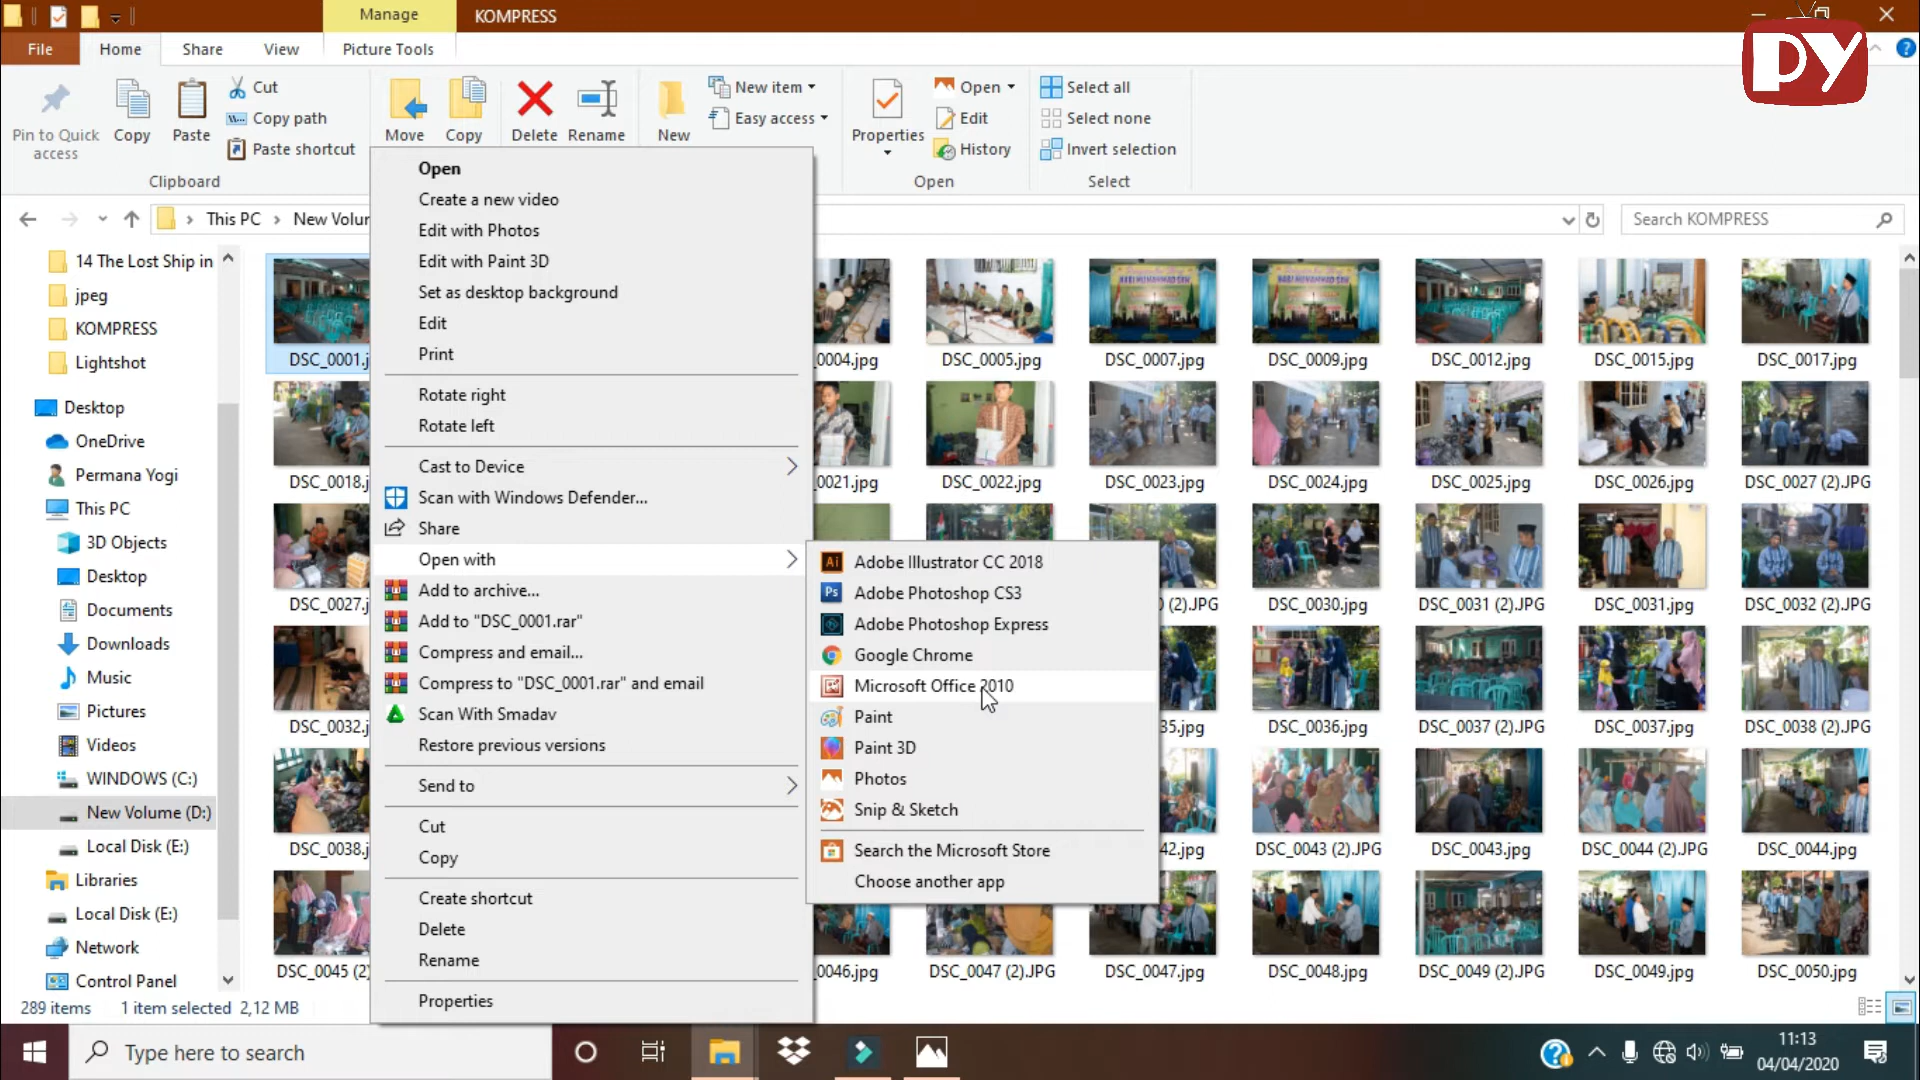 Manage
KOMPRESS
PY
File
Home
Share
View
Picture Tools
Pin to Quick access
Copy
Paste
Cut
Copy path
Paste shortcut
Move
Copy
Delete
Rename
New
New item
Easy access
Properties
Open
Edit
History
Select all
Select none
Invert selection
Clipboard
Open
Select
This PC
New Volu
Search KOMPRESS
14 The Lost Ship in
jpeg
KOMPRESS
Lightshot
Desktop
OneDrive
Permana Yogi
This PC
3D Objects
Desktop
Documents
Downloads
Music
Pictures
Videos
WINDOWS (C:)
New Volume (D:)
Local Disk (E:)
Libraries
Local Disk (E:)
Network
Control Panel
Open
Create a new video
Edit with Photos
Edit with Paint 3D
Set as desktop background
Edit
Print
Rotate right
Rotate left
Cast to Device
Scan with Windows Defender...
Share
Open with
Add to archive...
Add to "DSC_0001.rar"
Compress and email...
Compress to "DSC_0001.rar" and email
Scan With Smadav
Restore previous versions
Send to
Cut
Copy
Create shortcut
Delete
Rename
Properties
Adobe Illustrator CC 2018
Adobe Photoshop CS3
Adobe Photoshop Express
Google Chrome
Microsoft Office 2010
Paint
Paint 3D
Photos
Snip & Sketch
Search the Microsoft Store
Choose another app
DSC_0001.j
0004.jpg
DSC_0005.jpg
DSC_0007.jpg
DSC_0009.jpg
DSC_0012.jpg
DSC_0015.jpg
DSC_0017.jpg
DSC_0018.j
0021.jpg
DSC_0022.jpg
DSC_0023.jpg
DSC_0024.jpg
DSC_0025.jpg
DSC_0026.jpg
DSC_0027 (2).JPG
DSC_0027.j
0 (2).JPG
DSC_0030.jpg
DSC_0031 (2).JPG
DSC_0031.jpg
DSC_0032 (2).JPG
DSC_0032.j
35.jpg
DSC_0036.jpg
DSC_0037 (2).JPG
DSC_0037.jpg
DSC_0038 (2).JPG
DSC_0038.j
42.jpg
DSC_0043 (2).JPG
DSC_0043.jpg
DSC_0044 (2).JPG
DSC_0044.jpg
DSC_0045 (2)
0046.jpg
DSC_0047 (2).JPG
DSC_0047.jpg
DSC_0048.jpg
DSC_0049 (2).JPG
DSC_0049.jpg
DSC_0050.jpg
289 items
1 item selected 2,12 MB
Type here to search
11:13
04/04/2020